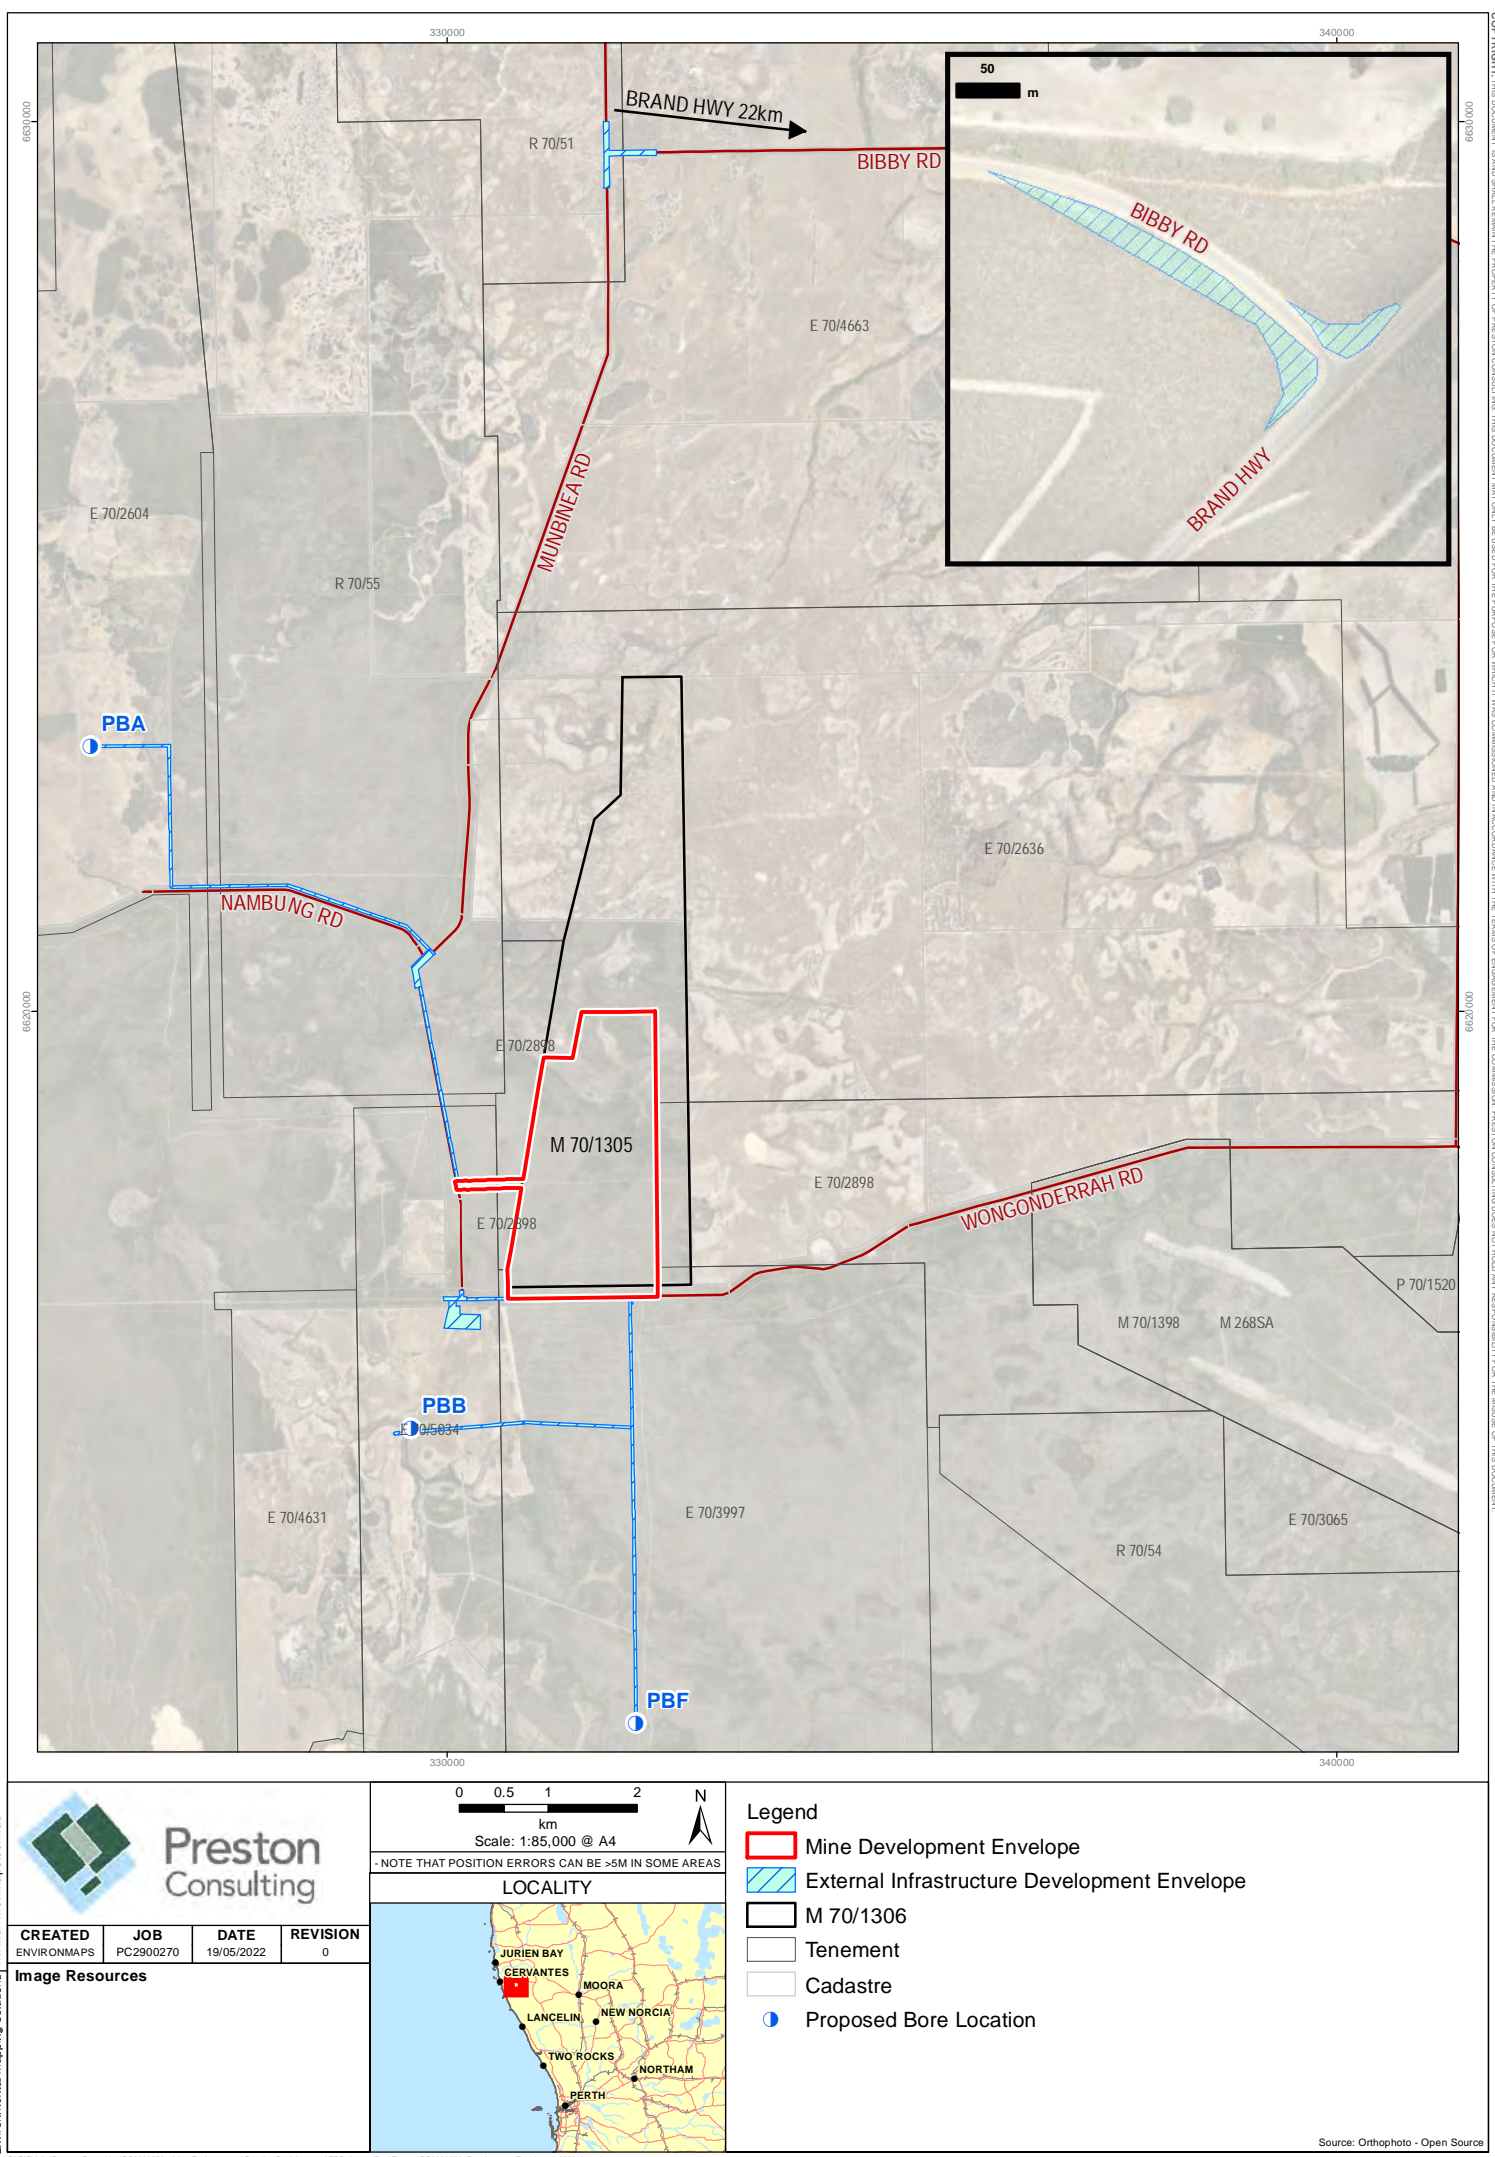 330000
340000
6630000
6630000
50
m
BRAND HWY 22km
R 70/51
BIBBY RD
BIBBY RD
E 70/4663
BRAND HWY
MUNBINEA RD
E 70/2604
R 70/55
PBA
E 70/2636
NAMBUNG RD
6620000
6620000
E 70/2898
M 70/1305
E 70/2898
WONGONDERRAH RD
E 70/2898
P 70/1520
M 70/1398
M 268SA
PBB
E 70/5034
E 70/4631
E 70/3997
E 70/3065
R 70/54
PBF
330000
340000
Preston
Consulting
0 0.5 1 2
km
Scale: 1:85,000 @ A4
N
- NOTE THAT POSITION ERRORS CAN BE >5M IN SOME AREAS
LOCALITY
JURIEN BAY
CERVANTES
MOORA
LANCELIN
NEW NORCIA
TWO ROCKS
NORTHAM
PERTH
CREATED JOB DATE REVISION
ENVIRONMAPS PC2900270 19/05/2022 0
Image Resources
Legend
Mine Development Envelope
External Infrastructure Development Envelope
M 70/1306
Tenement
Cadastre
Proposed Bore Location
Source: Orthophoto - Open Source